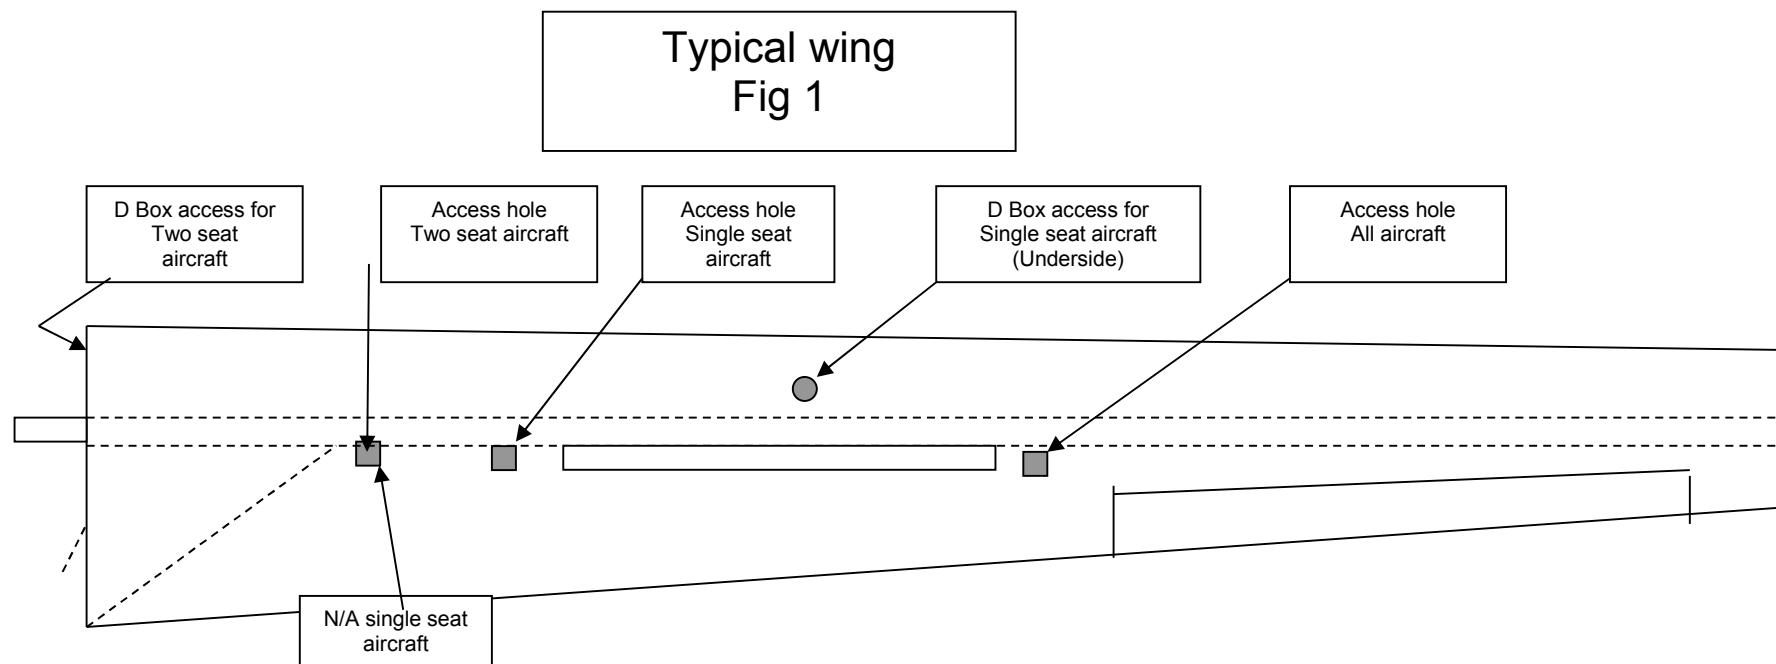 Typical wing
Fig 1
D Box access for
Two seat
aircraft
Access hole
Two seat aircraft
Access hole
Single seat
aircraft
D Box access for
Single seat aircraft
(Underside)
Access hole
All aircraft
N/A single seat
aircraft